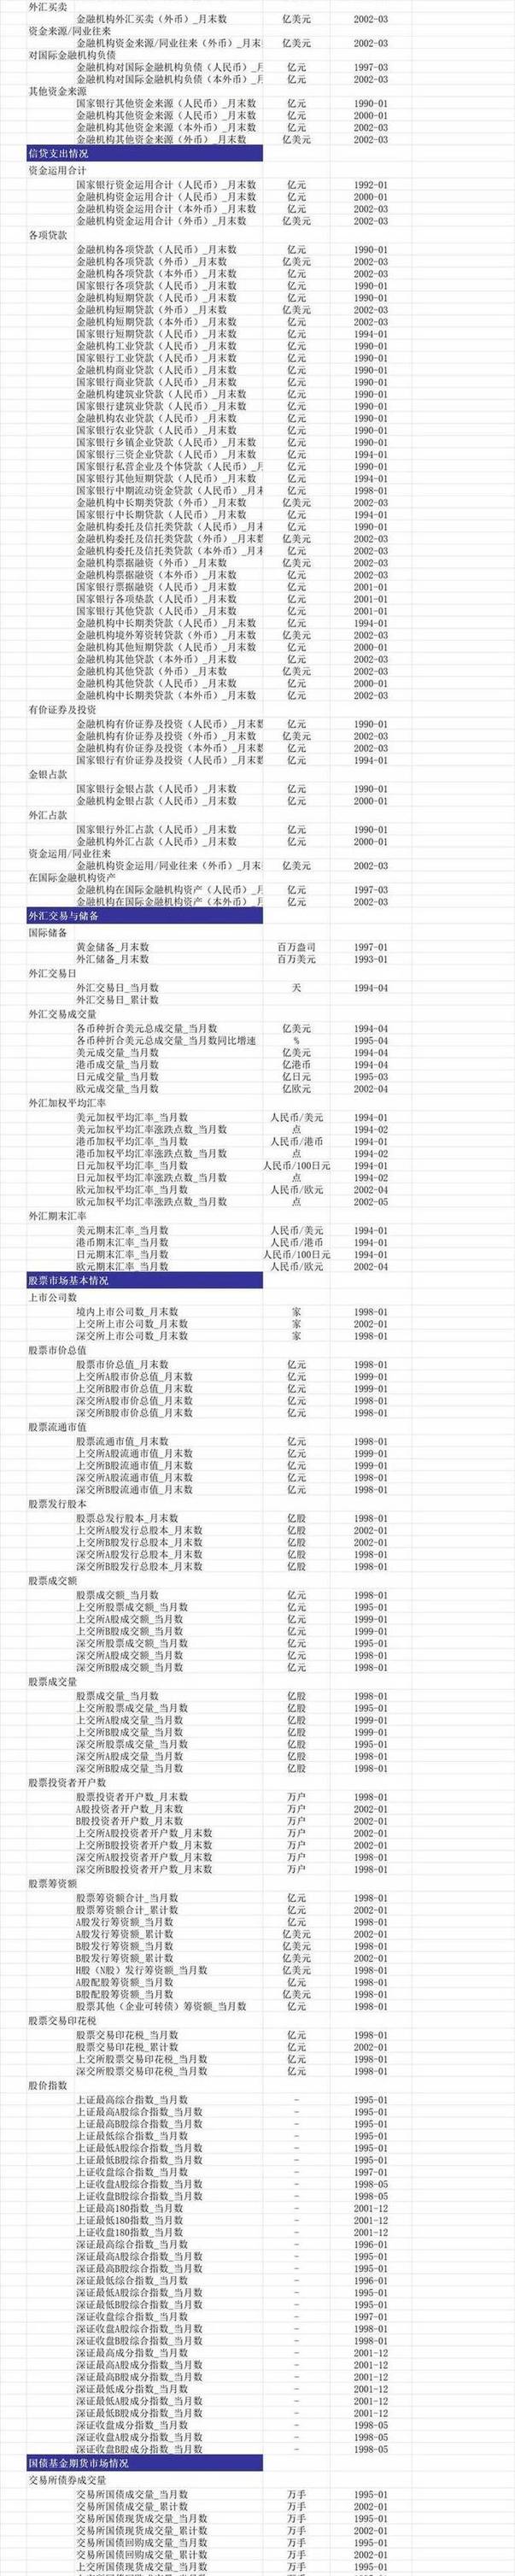 外汇买卖
金融机构外汇买卖（外币）_月末数 亿美元 2002-03
资金来源/同业往来
金融机构资金来源/同业往来（外币）_月末 亿美元 2002-03
对国际金融机构负债
金融机构对国际金融机构负债（人民币）_月 亿元 1997-03
金融机构对国际金融机构负债（本外币）_月 亿元 2002-03
其他资金来源
国家银行其他资金来源（人民币）_月末数 亿元 1990-01
金融机构其他资金来源（人民币）_月末数 亿元 2000-01
金融机构其他资金来源（本外币）_月末数 亿元 2002-03
金融机构其他资金来源（外币）_月末数 亿美元 2002-03
信贷支出情况
资金运用合计
国家银行资金运用合计（人民币）_月末数 亿元 1992-01
金融机构资金运用合计（人民币）_月末数 亿元 2000-01
金融机构资金运用合计（本外币）_月末数 亿元 2002-03
金融机构资金运用合计（外币）_月末数 亿美元 2002-03
各项贷款
金融机构各项贷款（人民币）_月末数 亿元 1990-01
金融机构各项贷款（外币）_月末数 亿美元 2002-03
金融机构各项贷款（本外币）_月末数 亿元 2002-03
国家银行各项贷款（人民币）_月末数 亿元 1990-01
金融机构短期贷款（人民币）_月末数 亿元 1990-01
金融机构短期贷款（外币）_月末数 亿美元 2002-03
金融机构短期贷款（本外币）_月末数 亿元 2002-03
国家银行短期贷款（人民币）_月末数 亿元 1994-01
金融机构工业贷款（人民币）_月末数 亿元 1990-01
国家银行工业贷款（人民币）_月末数 亿元 1990-01
金融机构商业贷款（人民币）_月末数 亿元 1990-01
国家银行商业贷款（人民币）_月末数 亿元 1990-01
金融机构建筑业贷款（人民币）_月末数 亿元 1990-01
国家银行建筑业贷款（人民币）_月末数 亿元 1990-01
金融机构农业贷款（人民币）_月末数 亿元 1990-01
国家银行农业贷款（人民币）_月末数 亿元 1990-01
国家银行乡镇企业贷款（人民币）_月末数 亿元 1990-01
国家银行三资企业贷款（人民币）_月末数 亿元 1994-01
国家银行私营企业及个体贷款（人民币）_月 亿元 1990-01
国家银行其他短期贷款（人民币）_月末数 亿元 1994-01
国家银行中期流动资金贷款（人民币）_月末 亿元 1998-01
金融机构中长期类贷款（外币）_月末数 亿美元 2002-03
国家银行中长期贷款（人民币）_月末数 亿元 1994-01
金融机构委托及信托类贷款（人民币）_月末 亿元 1990-01
金融机构委托及信托类贷款（外币）_月末数 亿美元 2002-03
金融机构委托及信托类贷款（本外币）_月末 亿元 2002-03
金融机构票据融资（外币）_月末数 亿美元 2002-03
金融机构票据融资（本外币）_月末数 亿元 2002-03
国家银行票据融资（人民币）_月末数 亿元 2001-01
国家银行各项垫款（人民币）_月末数 亿元 2001-01
国家银行其他贷款（人民币）_月末数 亿元 2001-01
金融机构中长期类贷款（人民币）_月末数 亿元 1994-01
金融机构境外筹资转贷款（外币）_月末数 亿美元 2002-03
金融机构其他短期贷款（人民币）_月末数 亿元 2000-01
金融机构其他贷款（本外币）_月末数 亿元 2002-03
金融机构其他贷款（外币）_月末数 亿美元 2002-03
金融机构其他贷款（人民币）_月末数 亿元 2000-01
金融机构中长期类贷款（本外币）_月末数 亿元 2002-03
有价证券及投资
金融机构有价证券及投资（人民币）_月末数 亿元 1990-01
金融机构有价证券及投资（外币）_月末数 亿美元 2002-03
金融机构有价证券及投资（本外币）_月末数 亿元 2002-03
国家银行有价证券及投资（人民币）_月末数 亿元 1994-01
金银占款
国家银行金银占款（人民币）_月末数 亿元 1990-01
金融机构金银占款（人民币）_月末数 亿元 2000-01
外汇占款
国家银行外汇占款（人民币）_月末数 亿元 1990-01
金融机构外汇占款（人民币）_月末数 亿元 2000-01
资金运用/同业往来
金融机构资金运用/同业往来（外币）_月末 亿美元 2002-03
在国际金融机构资产
金融机构在国际金融机构资产（人民币）_月 亿元 1997-03
金融机构在国际金融机构资产（本外币）_月 亿元 2002-03
外汇交易与储备
国际储备
黄金储备_月末数 百万盎司 1997-01
外汇储备_月末数 百万美元 1993-01
外汇交易日
外汇交易日_当月数 天 1994-04
外汇交易日_累计数
外汇交易成交量
各币种折合美元总成交量_当月数 亿美元 1994-04
各币种折合美元总成交量_当月数同比增速 % 1995-04
美元成交量_当月数 亿美元 1994-04
港币成交量_当月数 亿港币 1994-04
日元成交量_当月数 亿日元 1995-03
欧元成交量_当月数 亿欧元 2002-04
外汇加权平均汇率
美元加权平均汇率_当月数 人民币/美元 1994-01
美元加权平均汇率涨跌点数_当月数 点 1994-02
港币加权平均汇率_当月数 人民币/港币 1994-01
港币加权平均汇率涨跌点数_当月数 点 1994-02
日元加权平均汇率_当月数 人民币/100日元 1994-01
日元加权平均汇率涨跌点数_当月数 点 1994-02
欧元加权平均汇率_当月数 人民币/欧元 2002-04
欧元加权平均汇率涨跌点数_当月数 点 2002-05
外汇期末汇率
美元期末汇率_当月数 人民币/美元 1994-01
港币期末汇率_当月数 人民币/港币 1994-01
日元期末汇率_当月数 人民币/100日元 1994-01
欧元期末汇率_当月数 人民币/欧元 2002-04
股票市场基本情况
上市公司数
境内上市公司数_月末数 家 1998-01
上交所上市公司数_月末数 家 2002-01
深交所上市公司数_月末数 家 1998-01
股票市价总值
股票市价总值_月末数 亿元 1998-01
上交所A股市价总值_月末数 亿元 1999-01
上交所B股市价总值_月末数 亿元 1999-01
深交所A股市价总值_月末数 亿元 1998-01
深交所B股市价总值_月末数 亿元 1998-01
股票流通市值
股票流通市值_月末数 亿元 1998-01
上交所A股流通市值_月末数 亿元 1999-01
上交所B股流通市值_月末数 亿元 1999-01
深交所A股流通市值_月末数 亿元 1998-01
深交所B股流通市值_月末数 亿元 1998-01
股票发行股本
股票总发行股本_月末数 亿股 1998-01
上交所A股发行总股本_月末数 亿股 2002-01
上交所B股发行总股本_月末数 亿股 2002-01
深交所A股发行总股本_月末数 亿股 1998-01
深交所B股发行总股本_月末数 亿股 1998-01
股票成交额
股票成交额_当月数 亿元 1998-01
上交所股票成交额_当月数 亿元 1995-01
上交所A股成交额_当月数 亿元 1999-01
上交所B股成交额_当月数 亿元 1999-01
深交所股票成交额_当月数 亿元 1995-01
深交所A股成交额_当月数 亿元 1998-01
深交所B股成交额_当月数 亿元 1998-01
股票成交量
股票成交量_当月数 亿股 1998-01
上交所股票成交量_当月数 亿股 1995-01
上交所A股成交量_当月数 亿股 1999-01
上交所B股成交量_当月数 亿股 1999-01
深交所股票成交量_当月数 亿股 1995-01
深交所A股成交量_当月数 亿股 1998-01
深交所B股成交量_当月数 亿股 1998-01
股票投资者开户数
股票投资者开户数_月末数 万户 1998-01
A股投资者开户数_月末数 万户 2002-01
B股投资者开户数_月末数 万户 2002-01
上交所A股投资者开户数_月末数 万户 2002-01
上交所B股投资者开户数_月末数 万户 2002-01
深交所A股投资者开户数_月末数 万户 1998-01
深交所B股投资者开户数_月末数 万户 1998-01
股票筹资额
股票筹资额合计_当月数 亿元 1998-01
股票筹资额合计_累计数 亿元 2002-01
A股发行筹资额_当月数 亿元 1998-01
A股发行筹资额_累计数 亿美元 2002-01
B股发行筹资额_当月数 亿美元 1998-01
B股发行筹资额_累计数 亿美元 2002-01
H股（N股）发行筹资额_当月数 亿美元 1998-01
A股配股筹资额_当月数 亿元 1998-01
B股配股筹资额_当月数 亿美元 1998-01
股票其他（企业可转债）筹资额_当月数 亿元 1998-01
股票交易印花税
股票交易印花税_当月数 亿元 1998-01
股票交易印花税_累计数 亿元 2002-01
上交所股票交易印花税_当月数 亿元 1998-01
深交所股票交易印花税_当月数 亿元 1998-01
股价指数
上证最高综合指数_当月数 - 1995-01
上证最高A股综合指数_当月数 - 1995-01
上证最高B股综合指数_当月数 - 1995-01
上证最低综合指数_当月数 - 1995-01
上证最低A股综合指数_当月数 - 1995-01
上证最低B股综合指数_当月数 - 1995-01
上证收盘综合指数_当月数 - 1997-01
上证收盘A股综合指数_当月数 - 1998-05
上证收盘B股综合指数_当月数 - 1998-05
上证最高180指数_当月数 - 2001-12
上证最低180指数_当月数 - 2001-12
上证收盘180指数_当月数 - 2001-12
深证最高综合指数_当月数 - 1996-01
深证最高A股综合指数_当月数 - 1995-01
深证最高B股综合指数_当月数 - 1995-01
深证最低综合指数_当月数 - 1996-01
深证最低A股综合指数_当月数 - 1995-01
深证最低B股综合指数_当月数 - 1995-01
深证收盘综合指数_当月数 - 1997-01
深证收盘A股综合指数_当月数 - 1998-01
深证收盘B股综合指数_当月数 - 1998-01
深证最高成分指数_当月数 - 2001-12
深证最高A股成分指数_当月数 - 2001-12
深证最高B股成分指数_当月数 - 2001-12
深证最低成分指数_当月数 - 2001-12
深证最低A股成分指数_当月数 - 2001-12
深证最低B股成分指数_当月数 - 2001-12
深证收盘成分指数_当月数 - 1998-05
深证收盘A股成分指数_当月数 - 1998-05
深证收盘B股成分指数_当月数 - 1998-05
国债基金期货市场情况
交易所债券成交量
交易所国债成交量_当月数 万手 1995-01
交易所国债成交量_累计数 万手 2002-01
交易所国债现货成交量_当月数 万手 1995-01
交易所国债现货成交量_累计数 万手 2002-01
交易所国债回购成交量_当月数 万手 1995-01
交易所国债回购成交量_累计数 万手 2002-01
上交所国债现货成交量_当月数 万手 1995-01